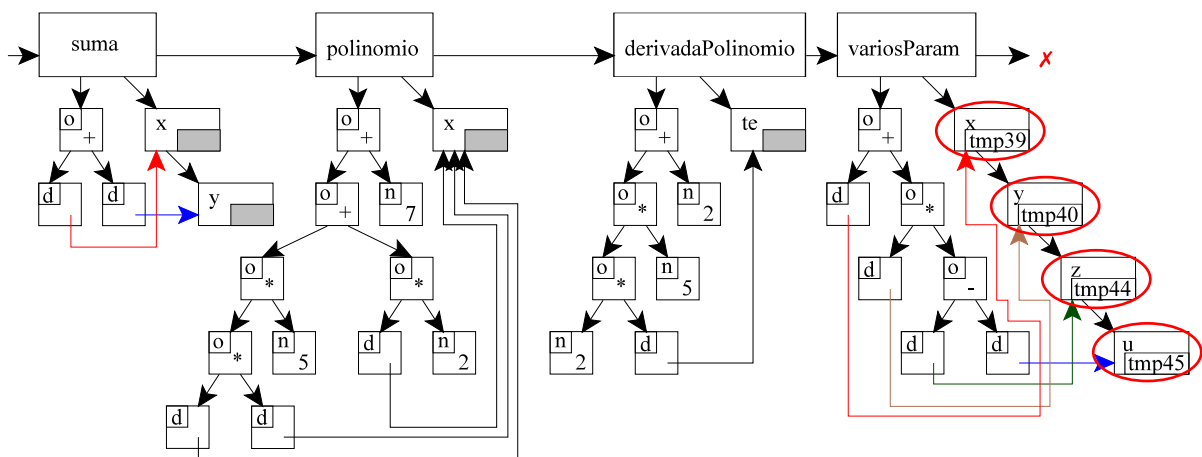 suma polinomio derivadaPolinomio variosParam ✗
o + x o + x o + te o + x tmp39
d d y o + n 7 o * n 2 d o * y tmp40
o * o * o * n 5 d o - z tmp44
o * n 5 d n 2 n 2 d d d u tmp45
d d